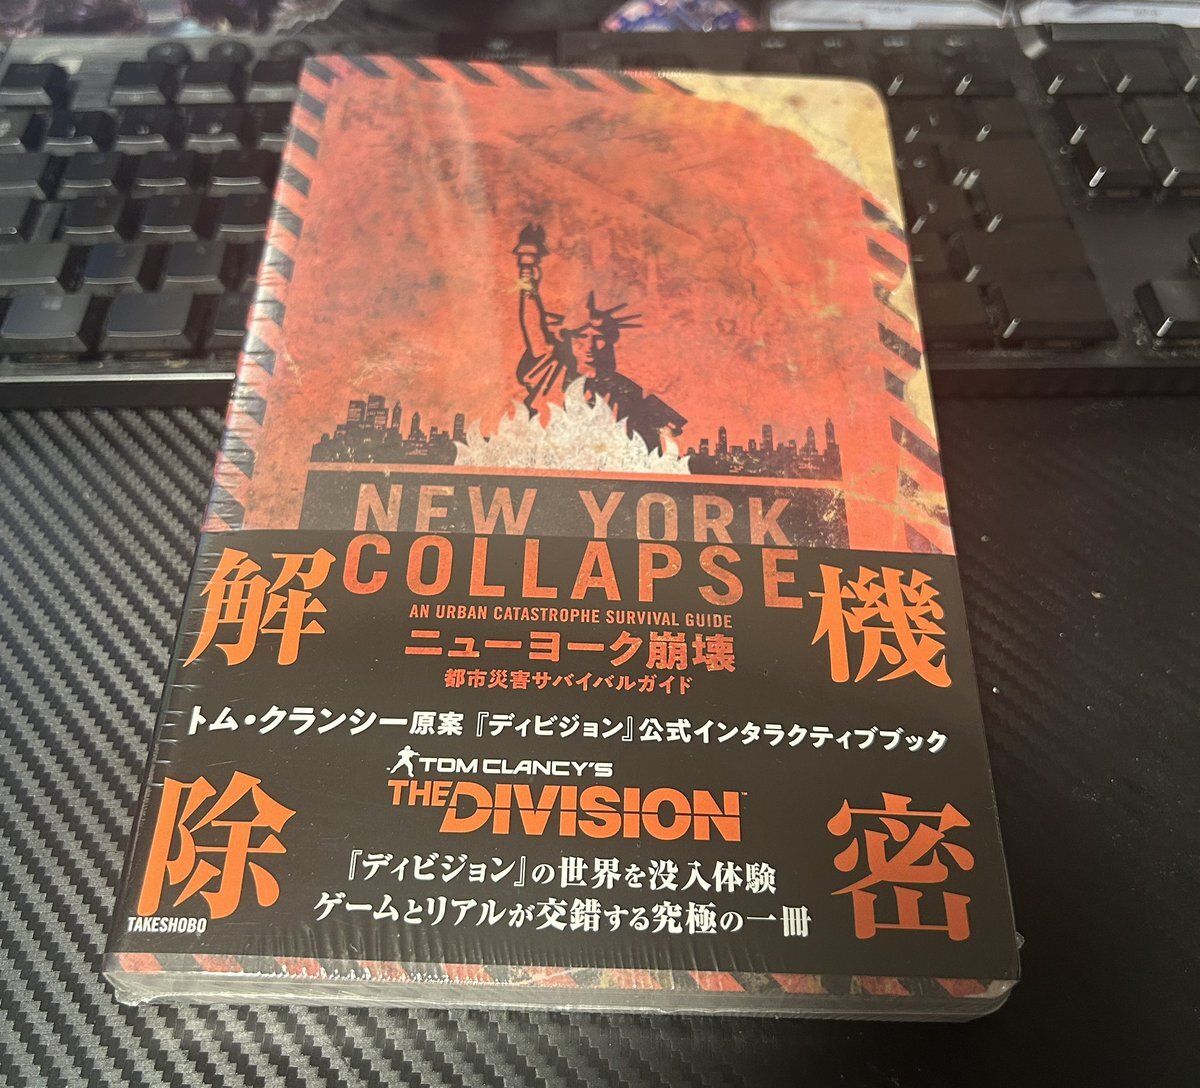 NEW YORK
COLLAPSE
AN URBAN CATASTROPHE SURVIVAL GUIDE
ニューヨーク崩壊
都市災害サバイバルガイド
機密
解除
トム・クランシー原案『ディビジョン』公式インタラクティブブック
TOM CLANCY'S
THE DIVISION™
『ディビジョン』の世界を没入体験
ゲームとリアルが交錯する究極の一冊
TAKESHOBO